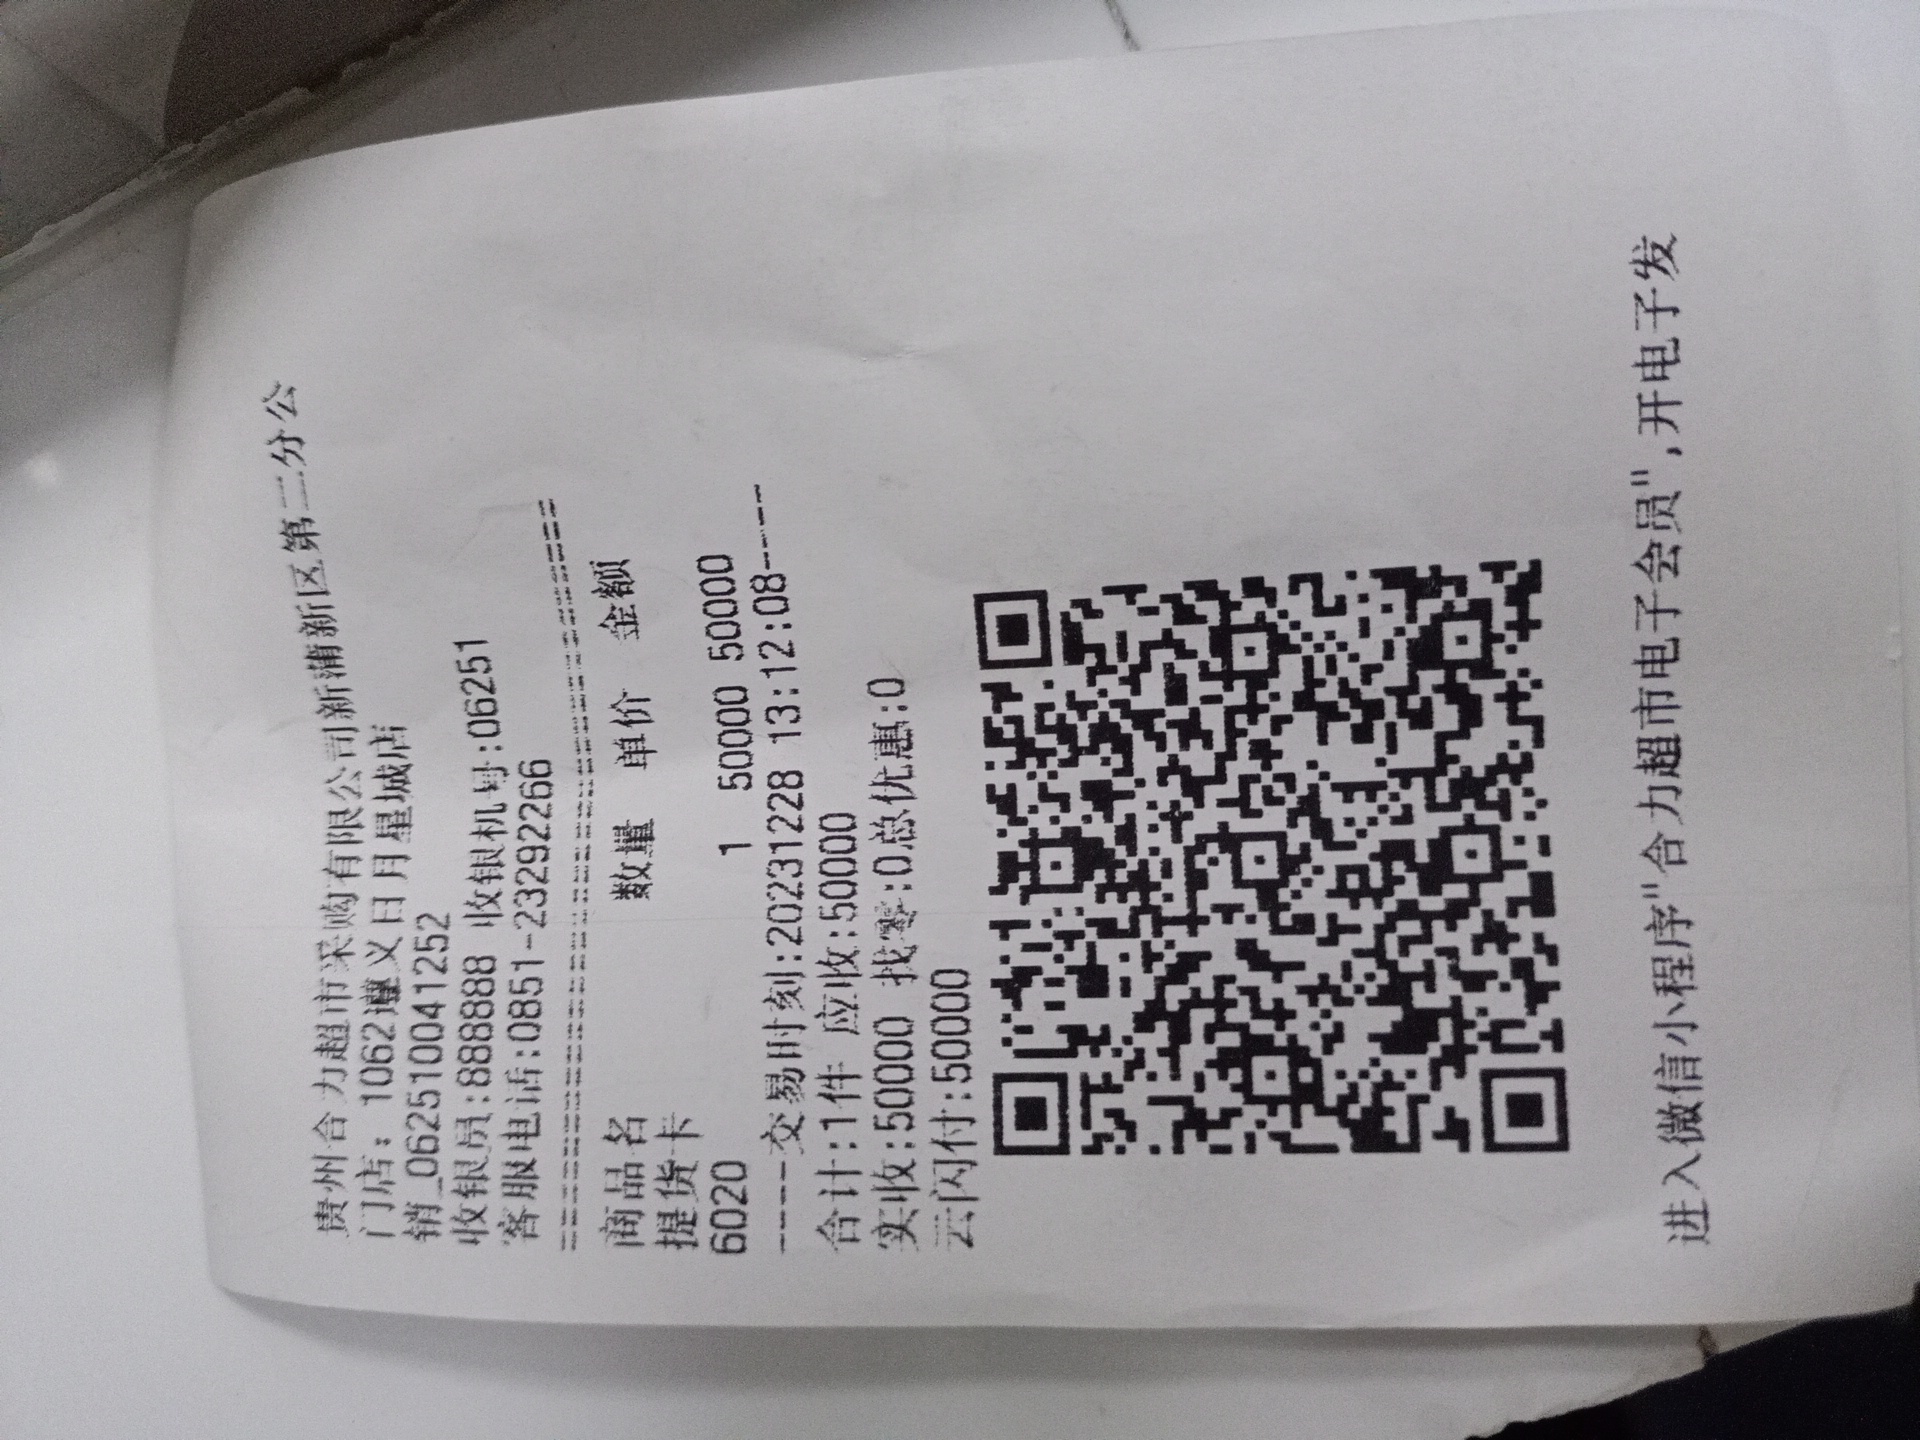 贵州合力超市采购有限公司新蒲新区第二分公
门店: 1062遵义日月星城店
销_062510041252
收银员:888888 收银机号:06251
客服电话:0851-23292266
========================================
商品名 数量 单价 金额
提货卡
6020 1 50000 50000
----交易时刻:20231228 13:12:08-----
合计:1件 应收:50000
实收:50000 找零:0总优惠:0
云闪付:50000
进入微信小程序"合力超市电子会员",开电子发